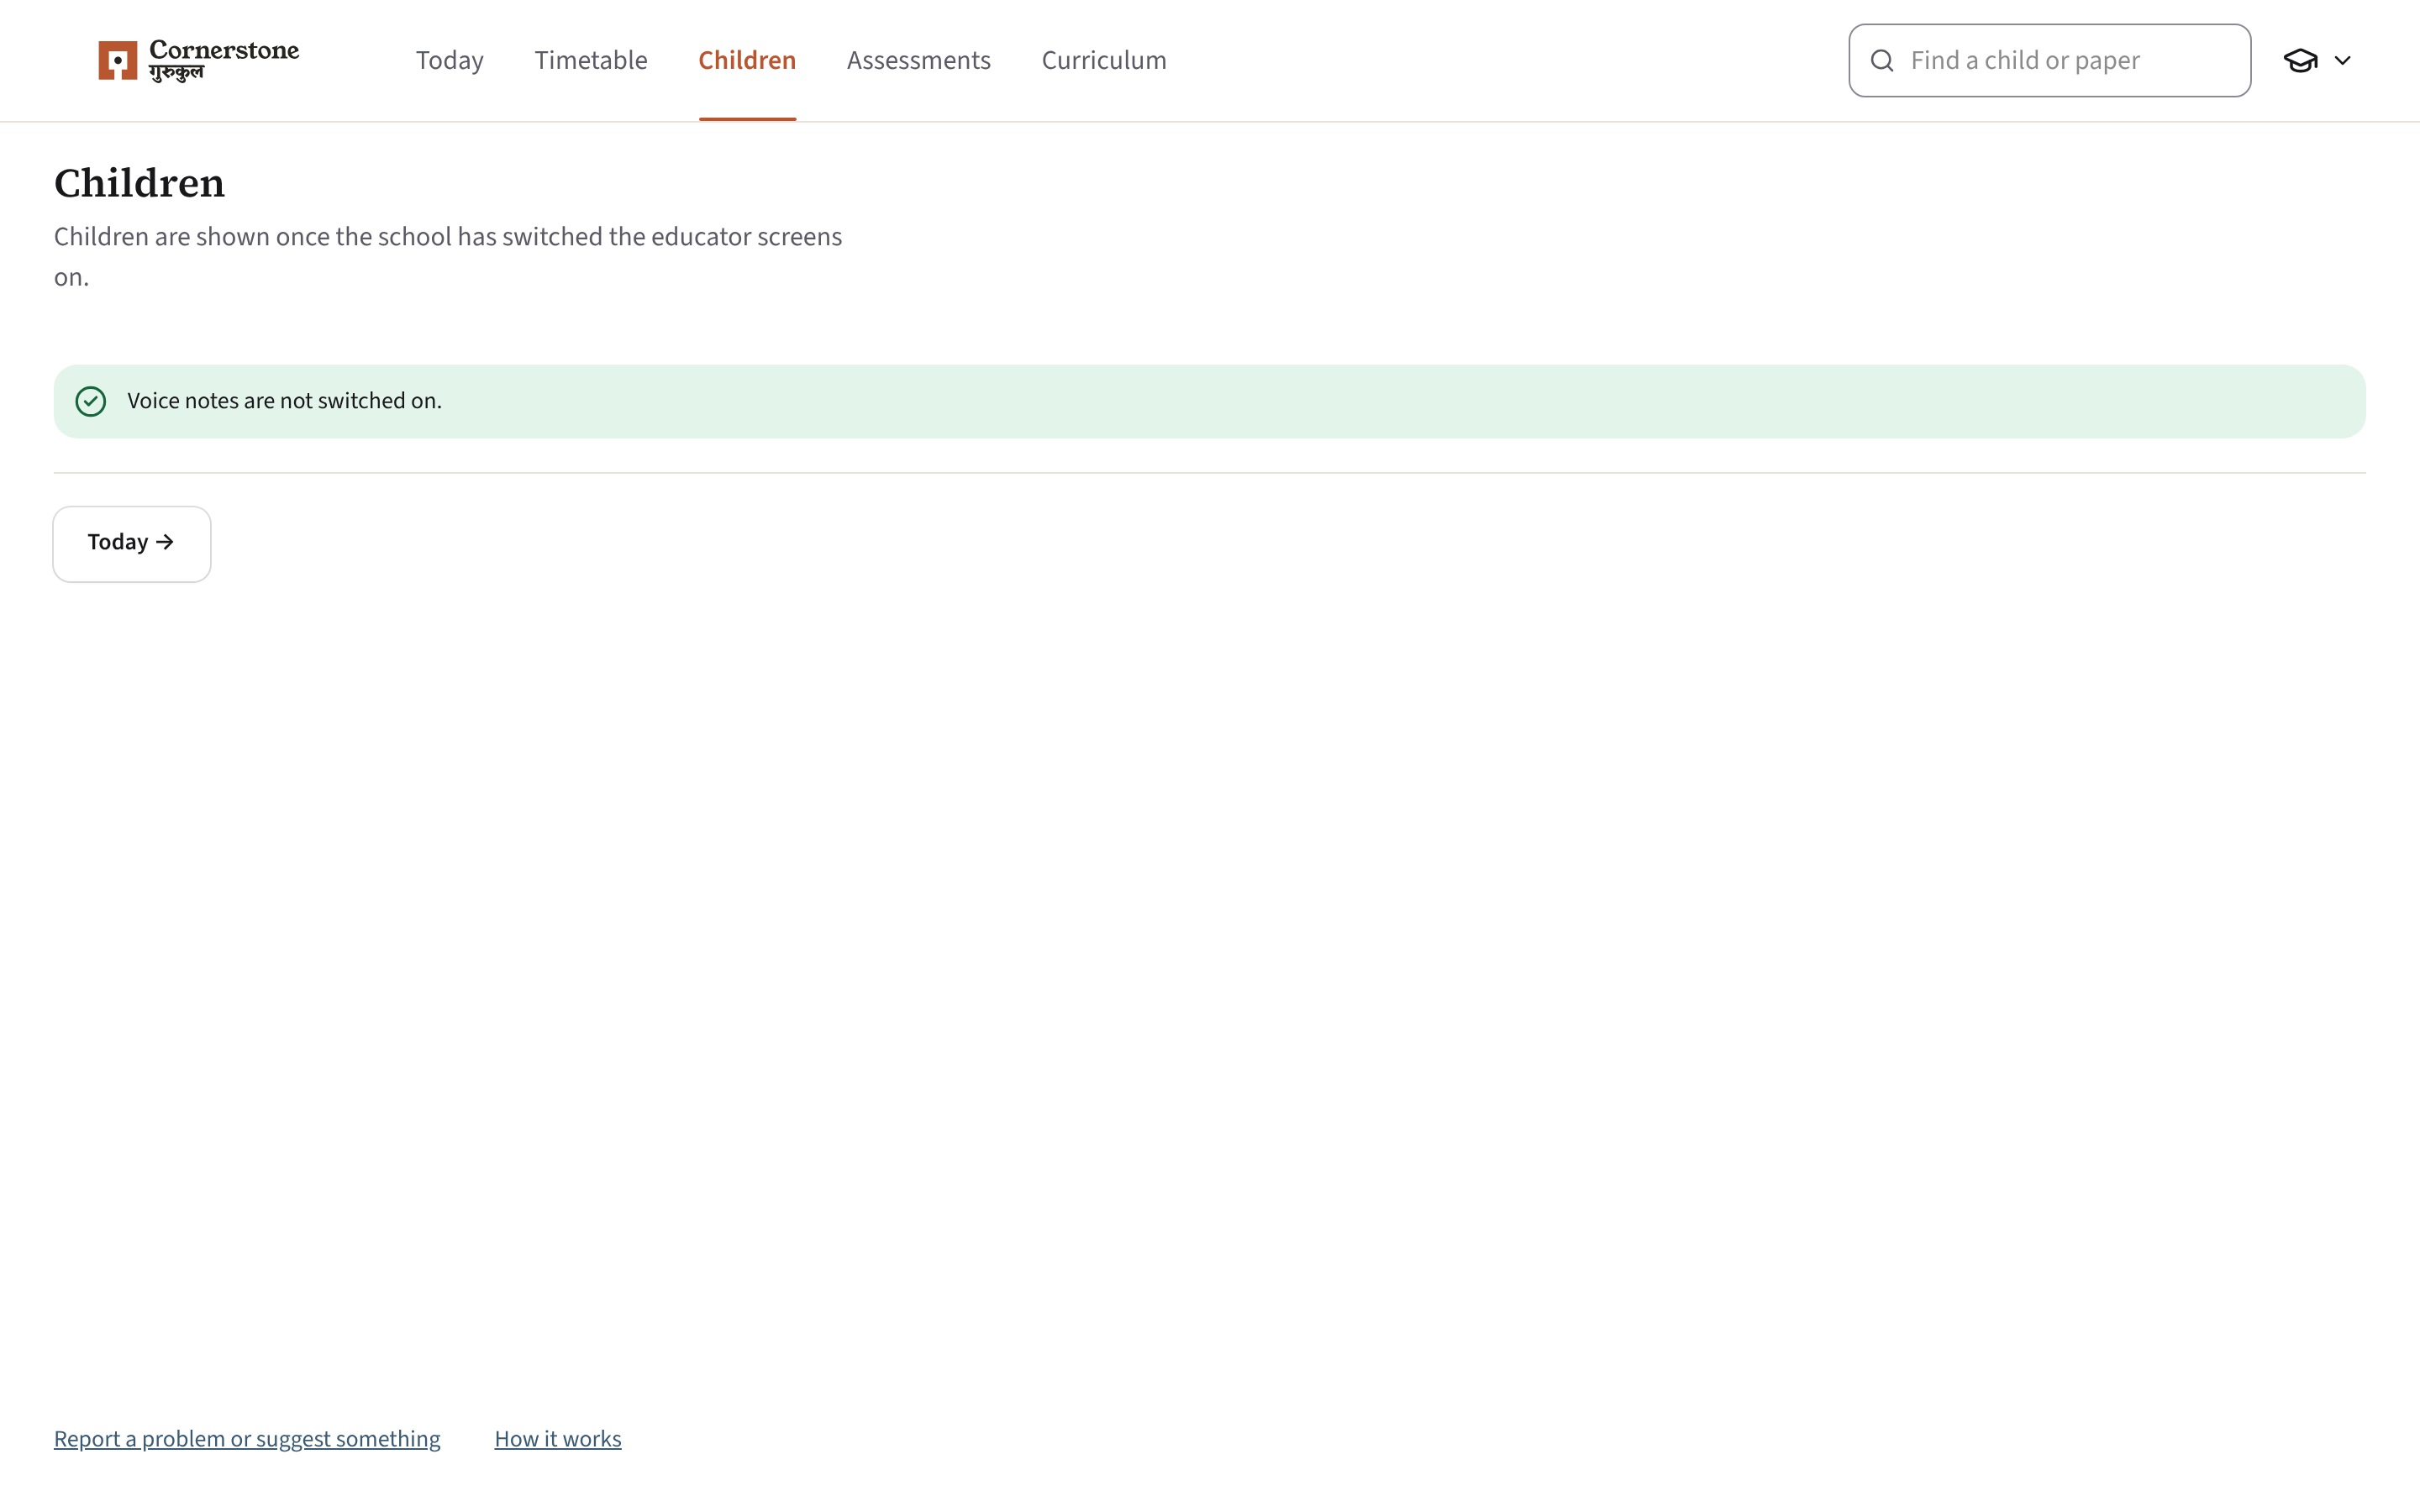 Cornerstone
गुरुकुल
Today
Timetable
Children
Assessments
Curriculum
Find a child or paper
Children
Children are shown once the school has switched the educator screens
on.
Voice notes are not switched on.
Today →
Report a problem or suggest something
How it works